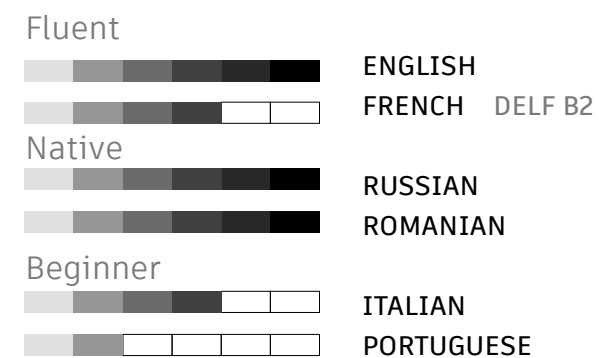 Fluent
ENGLISH
FRENCH DELF B2
Native
RUSSIAN
ROMANIAN
Beginner
ITALIAN
PORTUGUESE